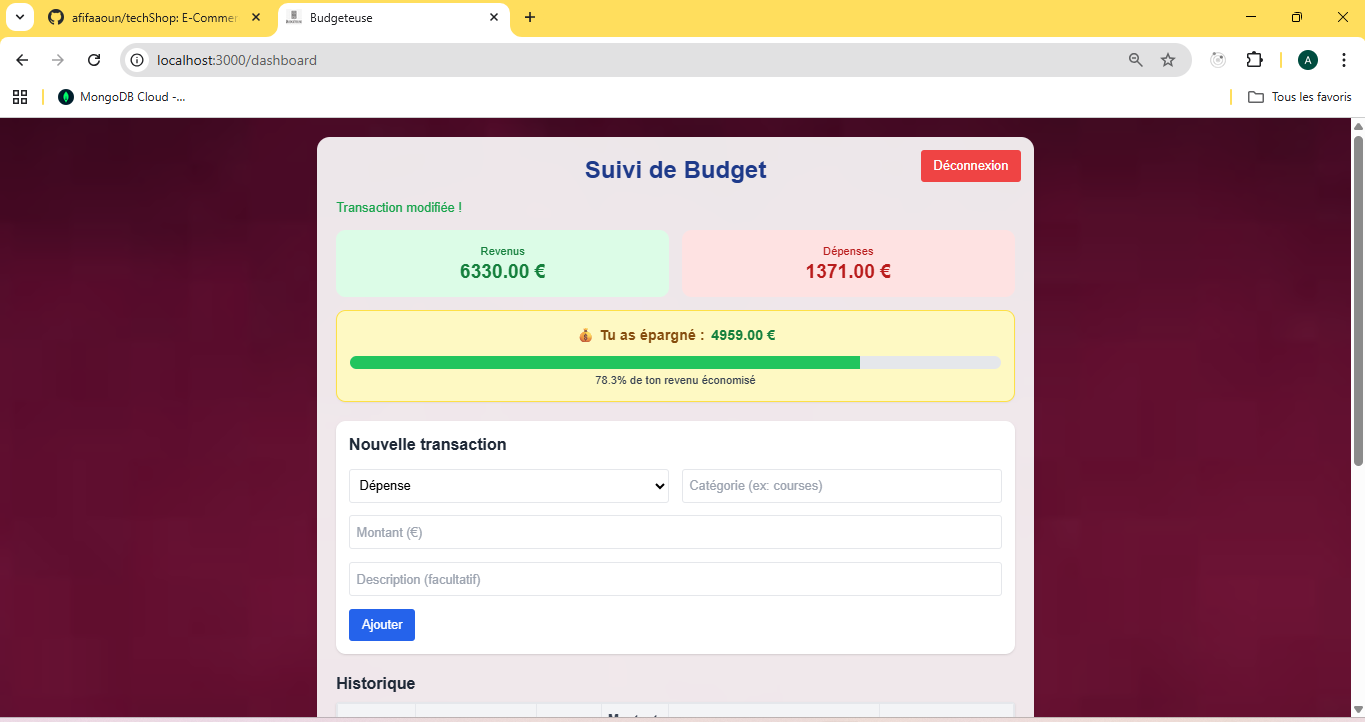 afifaaoun/techShop: E-Commer
Budgeteuse
localhost:3000/dashboard
A
MongoDB Cloud -...
Tous les favoris
Suivi de Budget
Déconnexion
Transaction modifiée !
Revenus
6330.00 €
Dépenses
1371.00 €
Tu as épargné : 4959.00 €
78.3% de ton revenu économisé
Nouvelle transaction
Dépense
Catégorie (ex: courses)
Montant (€)
Description (facultatif)
Ajouter
Historique